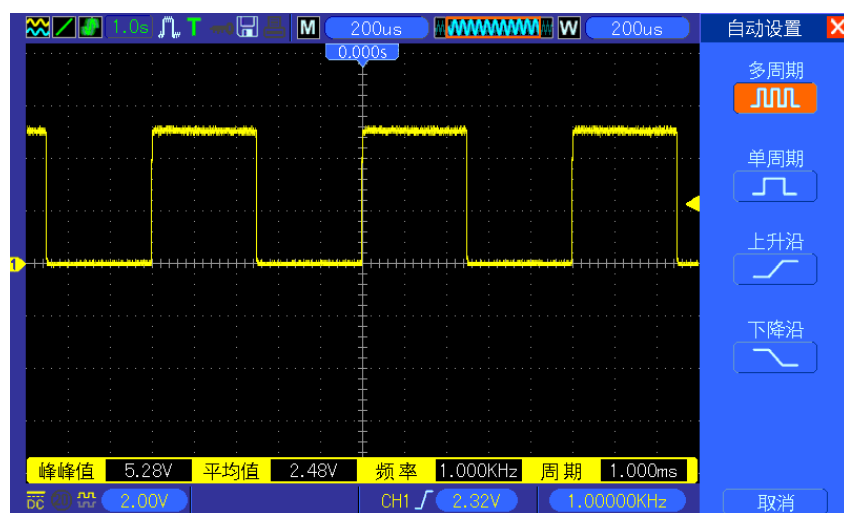 1.0s T M 200us W 200us 自动设置
0.000s
多周期
单周期
上升沿
1
下降沿
峰峰值 5.28V 平均值 2.48V 频率 1.000KHz 周期 1.000ms
DC 2.00V CH1 2.32V 1.00000KHz 取消